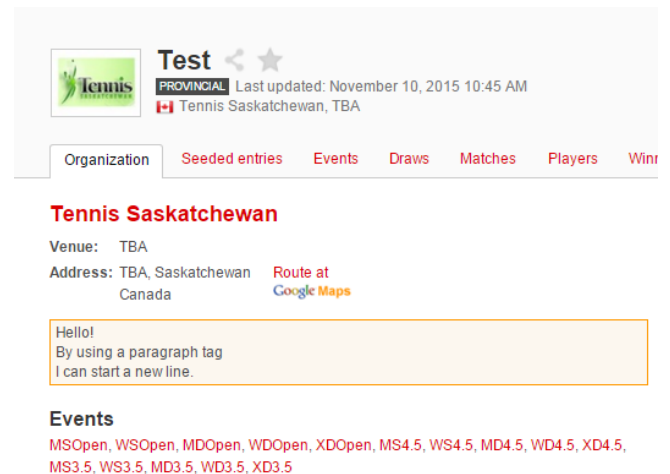 Test
Tennis
SASKATCHEWAN
PROVINCIAL Last updated: November 10, 2015 10:45 AM
Tennis Saskatchewan, TBA
Organization Seeded entries Events Draws Matches Players
Tennis Saskatchewan
Venue: TBA
Address: TBA, Saskatchewan Route at
Canada Google Maps
Hello!
By using a paragraph tag
I can start a new line.
Events
MSOpen, WSOpen, MDOpen, WDOpen, XDOpen, MS4.5, WS4.5, MD4.5, WD4.5, XD4.5,
MS3.5, WS3.5, MD3.5, WD3.5, XD3.5